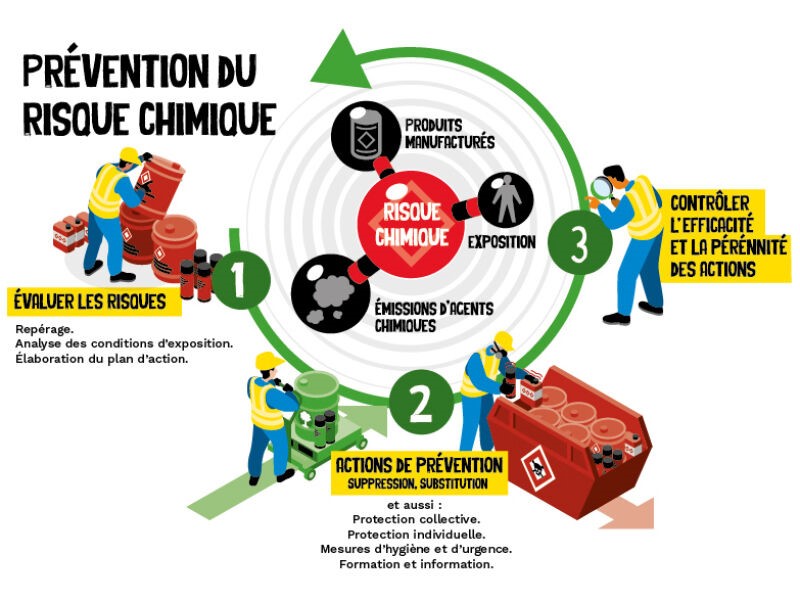 PRÉVENTION DU
RISQUE CHIMIQUE
PRODUITS
MANUFACTURÉS
RISQUE
CHIMIQUE
EXPOSITION
ÉMISSIONS D'AGENTS
CHIMIQUES
1
ÉVALUER LES RISQUES
Repérage.
Analyse des conditions d'exposition.
Élaboration du plan d'action.
2
ACTIONS DE PRÉVENTION
SUPPRESSION, SUBSTITUTION
et aussi :
Protection collective.
Protection individuelle.
Mesures d'hygiène et d'urgence.
Formation et information.
3
CONTRÔLER
L'EFFICACITÉ
ET LA PÉRÉNNITÉ
DES ACTIONS